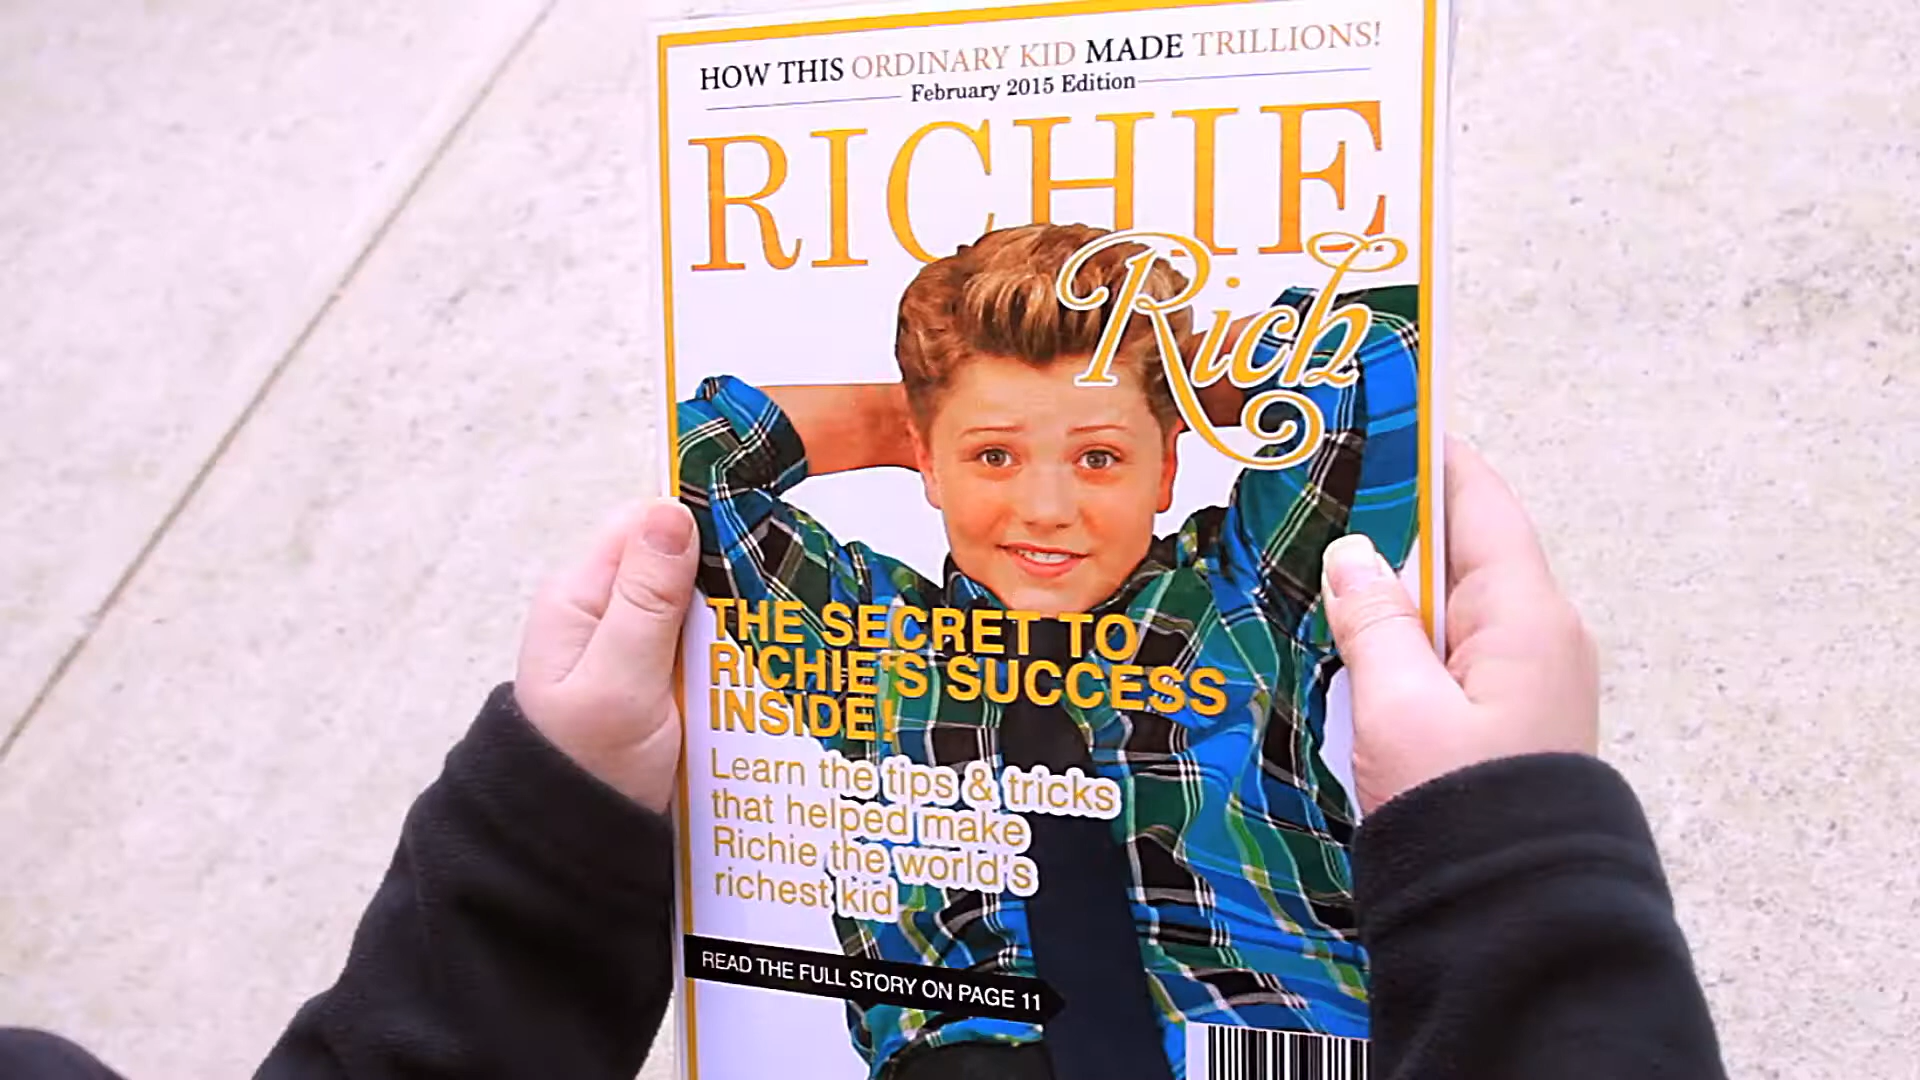 HOW THIS ORDINARY KID MADE TRILLIONS!
February 2015 Edition
RICHIE
Rich
THE SECRET TO
RICHIE'S SUCCESS
INSIDE!
Learn the tips & tricks
that helped make
Richie the world's
richest kid
READ THE FULL STORY ON PAGE 11